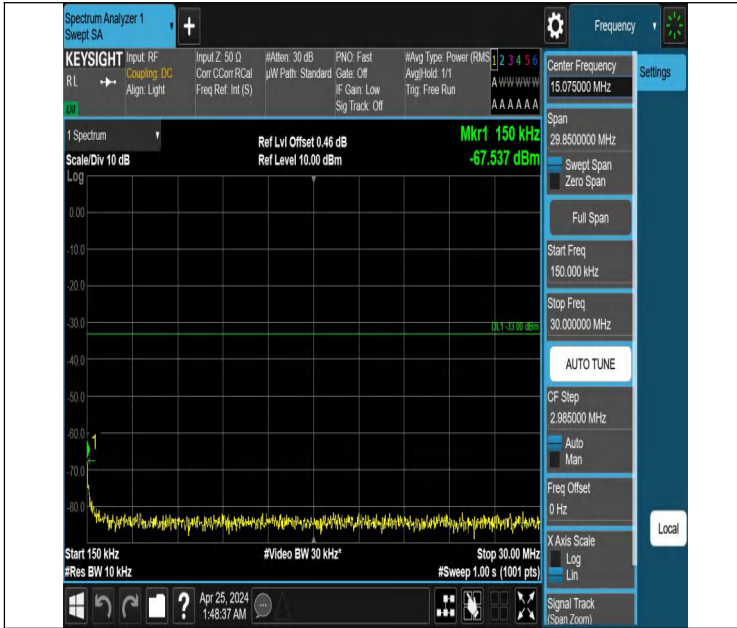 Spectrum Analyzer 1
Swept SA
Frequency
KEYSIGHT
RL
Input: RF
Coupling: DC
Align: Light
Input Z: 50 Ω
Corr CCorr RCal
Freq Ref: Int (S)
#Atten: 30 dB
µW Path: Standard
PNO: Fast
Gate: Off
IF Gain: Low
Sig Track: Off
#Avg Type: Power (RMS
Avg|Hold: 1/1
Trig: Free Run
1 2 3 4 5 6
A W W W W W
A A A A A A
1 Spectrum
Scale/Div 10 dB
Log
Ref Lvl Offset 0.46 dB
Ref Level 10.00 dBm
Mkr1 150 kHz
-67.537 dBm
0.00
-10.0
-20.0
-30.0
DL1 -33.00 dBm
-40.0
-50.0
-60.0
1
-70.0
-80.0
Start 150 kHz
#Res BW 10 kHz
#Video BW 30 kHz*
Stop 30.00 MHz
#Sweep 1.00 s (1001 pts)
Center Frequency
15.075000 MHz
Settings
Span
29.8500000 MHz
Swept Span
Zero Span
Full Span
Start Freq
150.000 kHz
Stop Freq
30.000000 MHz
AUTO TUNE
CF Step
2.985000 MHz
Auto
Man
Freq Offset
0 Hz
X Axis Scale
Log
Lin
Local
Signal Track
(Span Zoom)
?
Apr 25, 2024
1:48:37 AM